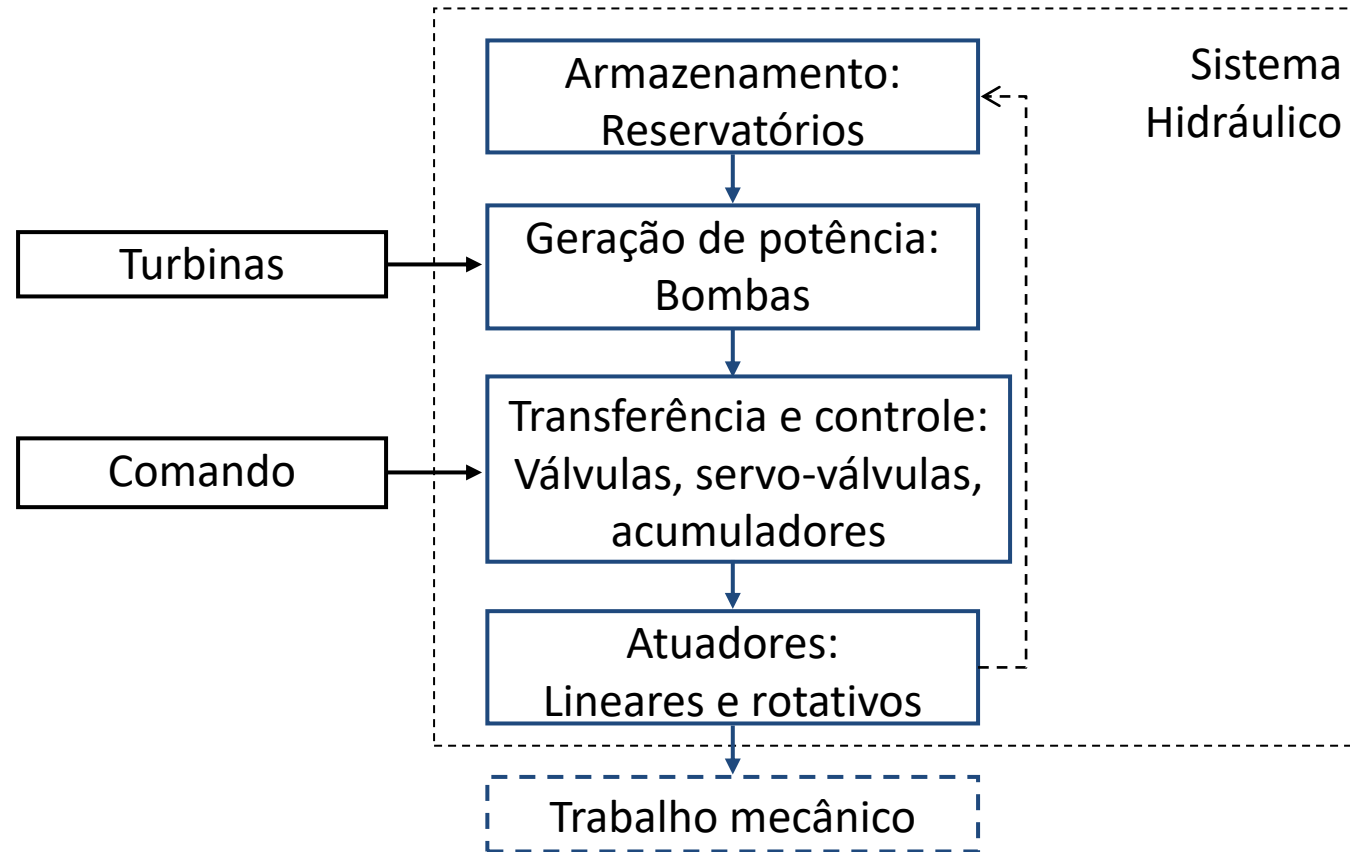 Armazenamento:
Reservatórios
Sistema
Hidráulico
Turbinas
Geração de potência:
Bombas
Comando
Transferência e controle:
Válvulas, servo-válvulas,
acumuladores
Atuadores:
Lineares e rotativos
Trabalho mecânico